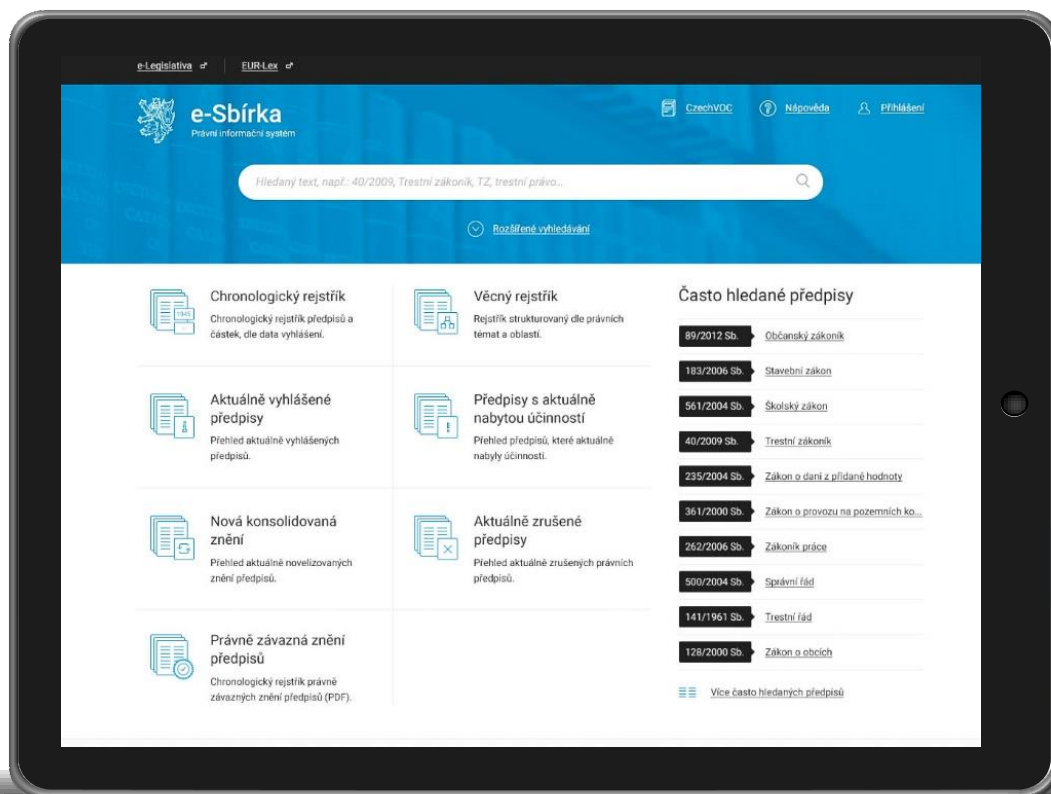 e-Legislativa
EUR-Lex
e-Sbírka
Právní informační systém
CzechVOC
Nápověda
Přihlášení
Hledaný text, např.: 40/2009, Trestní zákoník, TZ, trestní právo...
Rozšířené vyhledávání
Chronologický rejstřík
Chronologický rejstřík předpisů a
částek, dle data vyhlášení.
Věcný rejstřík
Rejstřík strukturovaný dle právních
témat a oblastí.
Aktuálně vyhlášené
předpisy
Přehled aktuálně vyhlášených
předpisů.
Předpisy s aktuálně
nabytou účinností
Přehled předpisů, které aktuálně
nabyly účinnosti.
Nová konsolidovaná
znění
Přehled aktuálně novelizovaných
znění předpisů.
Aktuálně zrušené
předpisy
Přehled aktuálně zrušených právních
předpisů.
Právně závazná znění
předpisů
Chronologický rejstřík právně
závazných znění předpisů (PDF).
Často hledané předpisy
89/2012 Sb. Občanský zákoník
183/2006 Sb. Stavební zákon
561/2004 Sb. Školský zákon
40/2009 Sb. Trestní zákoník
235/2004 Sb. Zákon o dani z přidané hodnoty
361/2000 Sb. Zákon o provozu na pozemních ko...
262/2006 Sb. Zákoník práce
500/2004 Sb. Správní řád
141/1961 Sb. Trestní řád
128/2000 Sb. Zákon o obcích
Více často hledaných předpisů